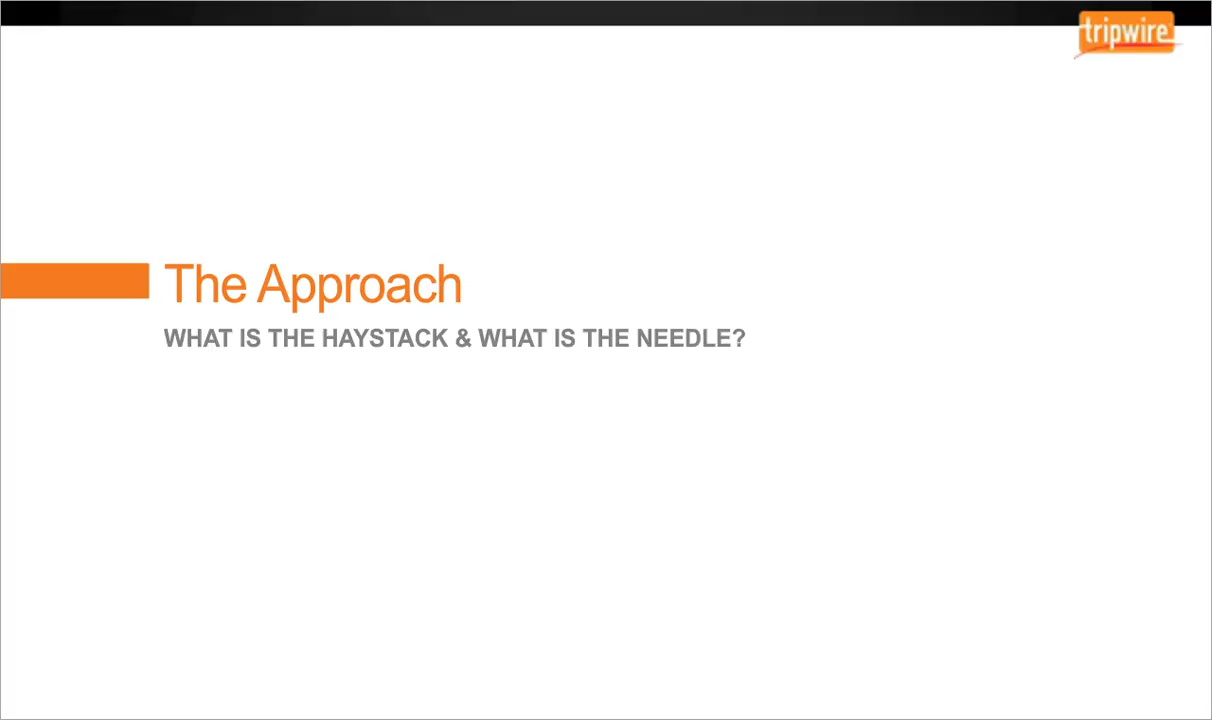 tripwire
The Approach
WHAT IS THE HAYSTACK & WHAT IS THE NEEDLE?